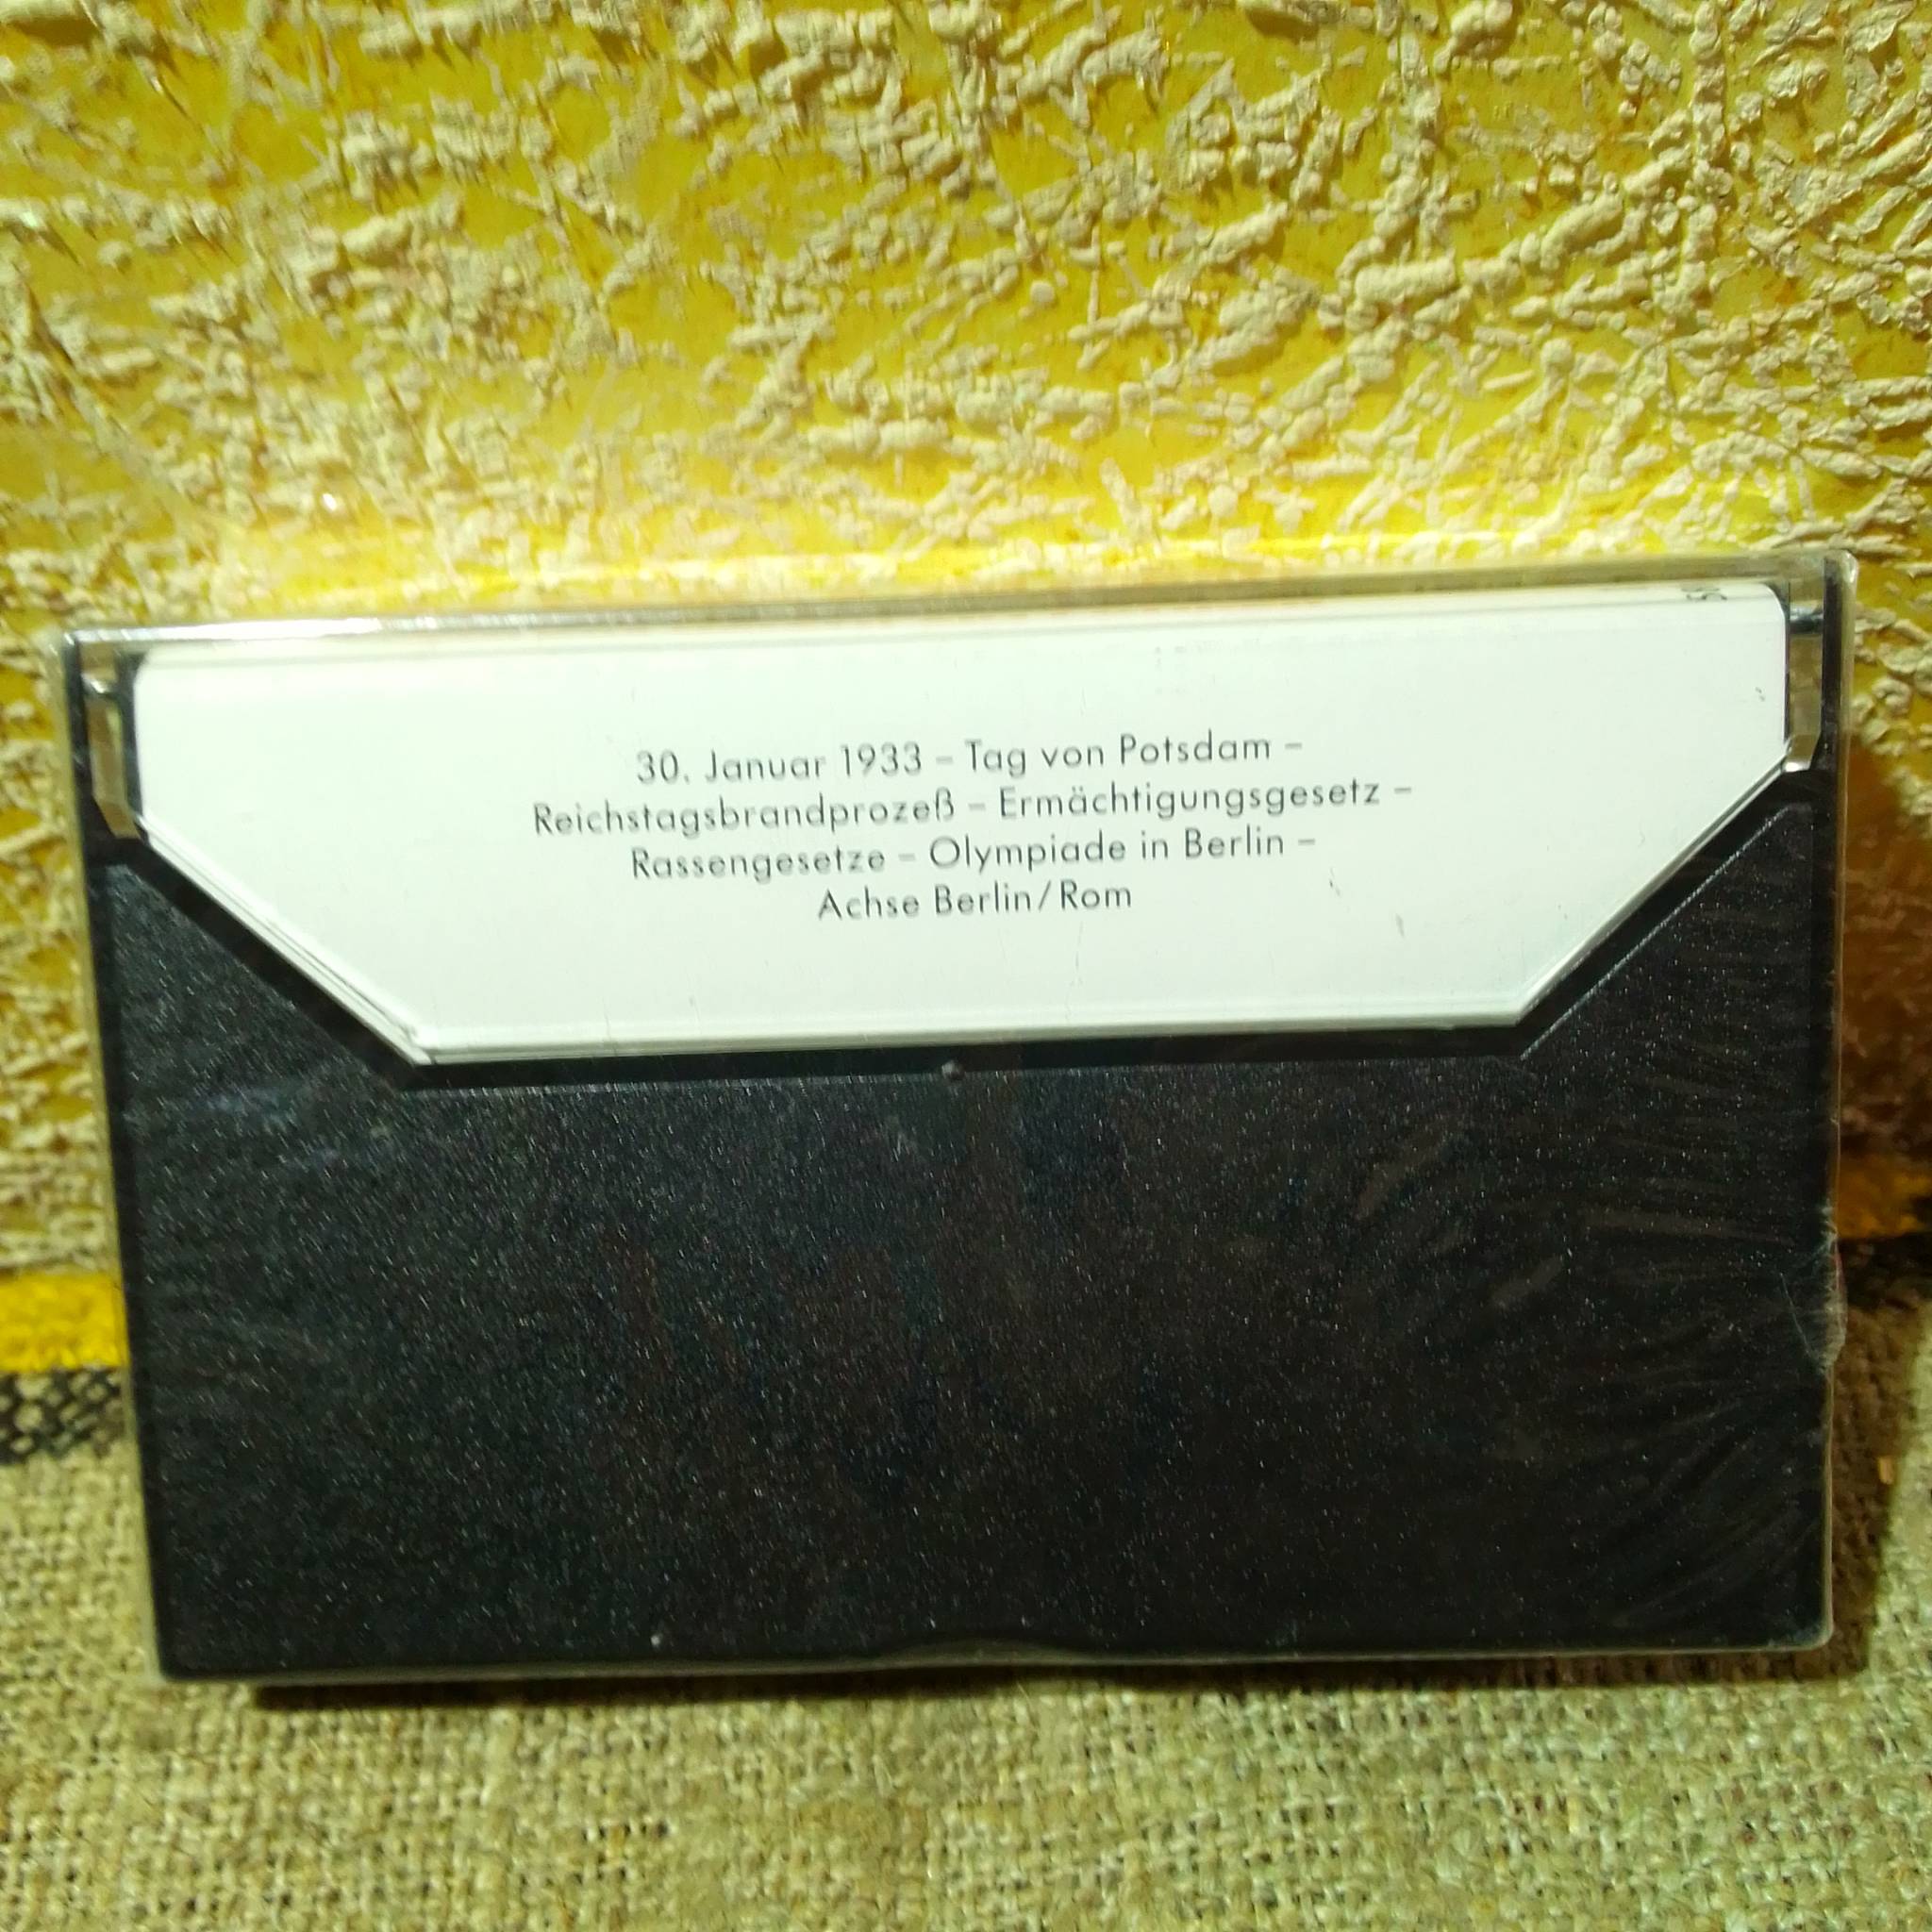 30. Januar 1933 – Tag von Potsdam –
Reichstagsbrandprozeß – Ermächtigungsgesetz –
Rassengesetze – Olympiade in Berlin –
Achse Berlin/Rom